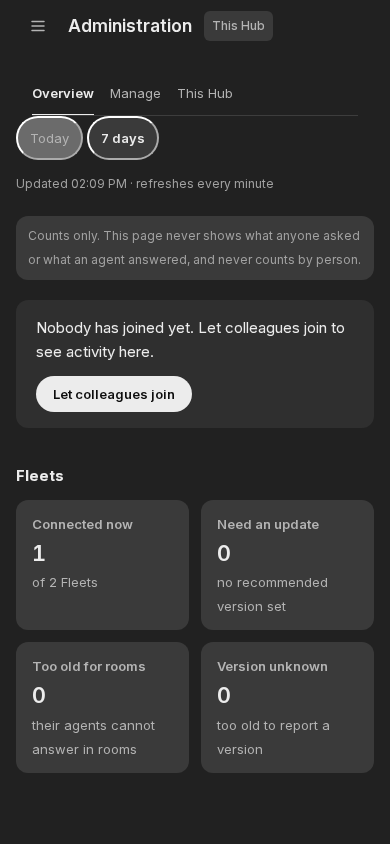 Administration
This Hub
Overview
Manage
This Hub
Today
7 days
Updated 02:09 PM · refreshes every minute
Counts only. This page never shows what anyone asked
or what an agent answered, and never counts by person.
Nobody has joined yet. Let colleagues join to
see activity here.
Let colleagues join
Fleets
Connected now
1
of 2 Fleets
Need an update
0
no recommended
version set
Too old for rooms
0
their agents cannot
answer in rooms
Version unknown
0
too old to report a
version